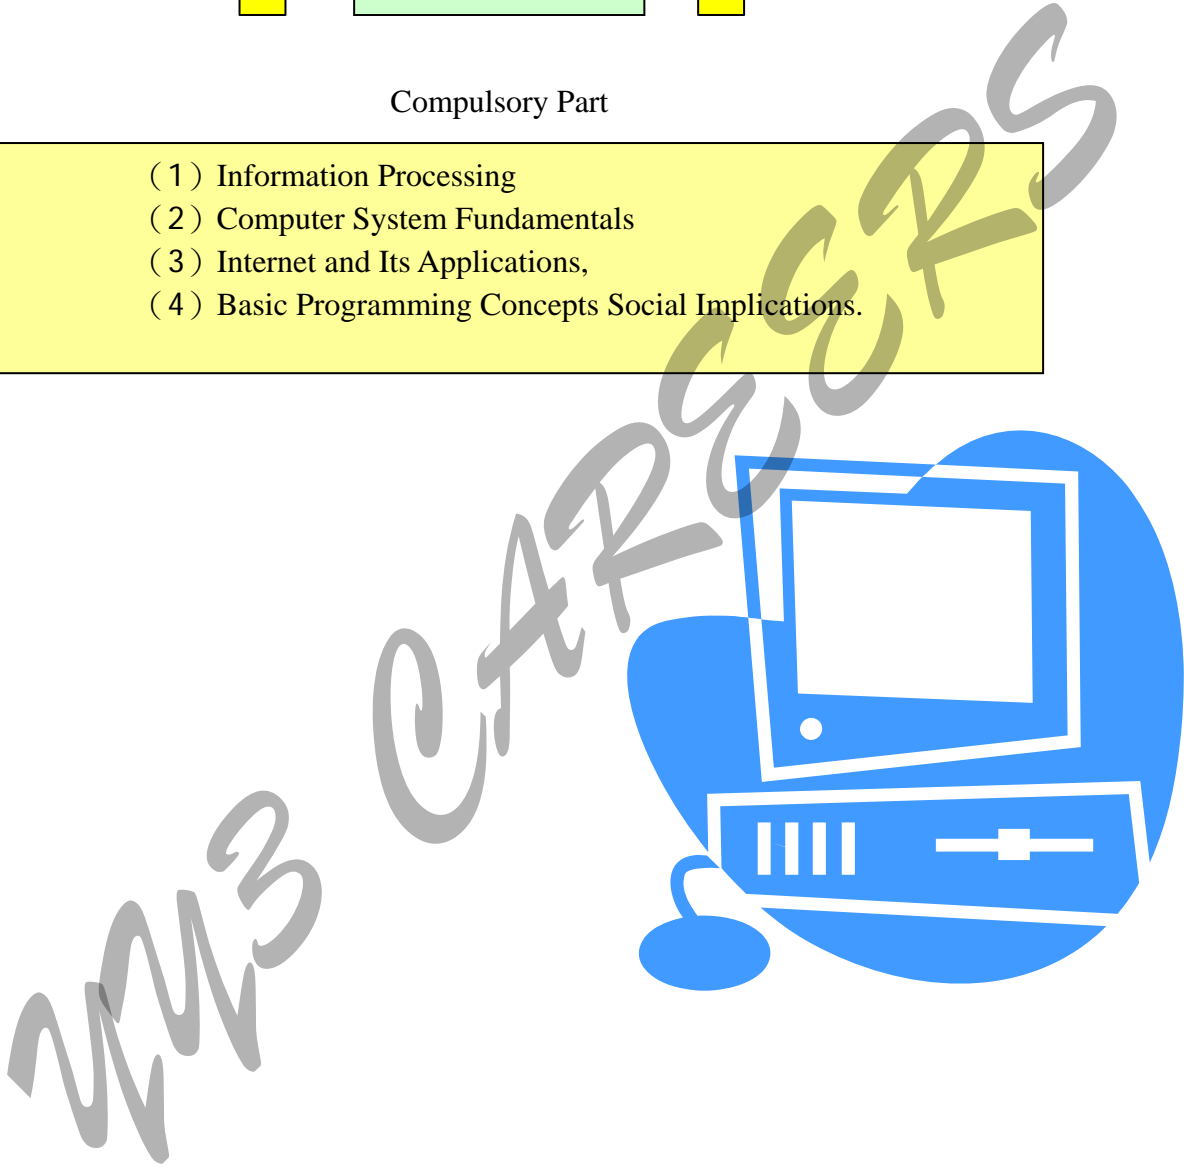 Compulsory Part
（1）Information Processing
（2）Computer System Fundamentals
（3）Internet and Its Applications,
（4）Basic Programming Concepts Social Implications.
YY3 CAREERS